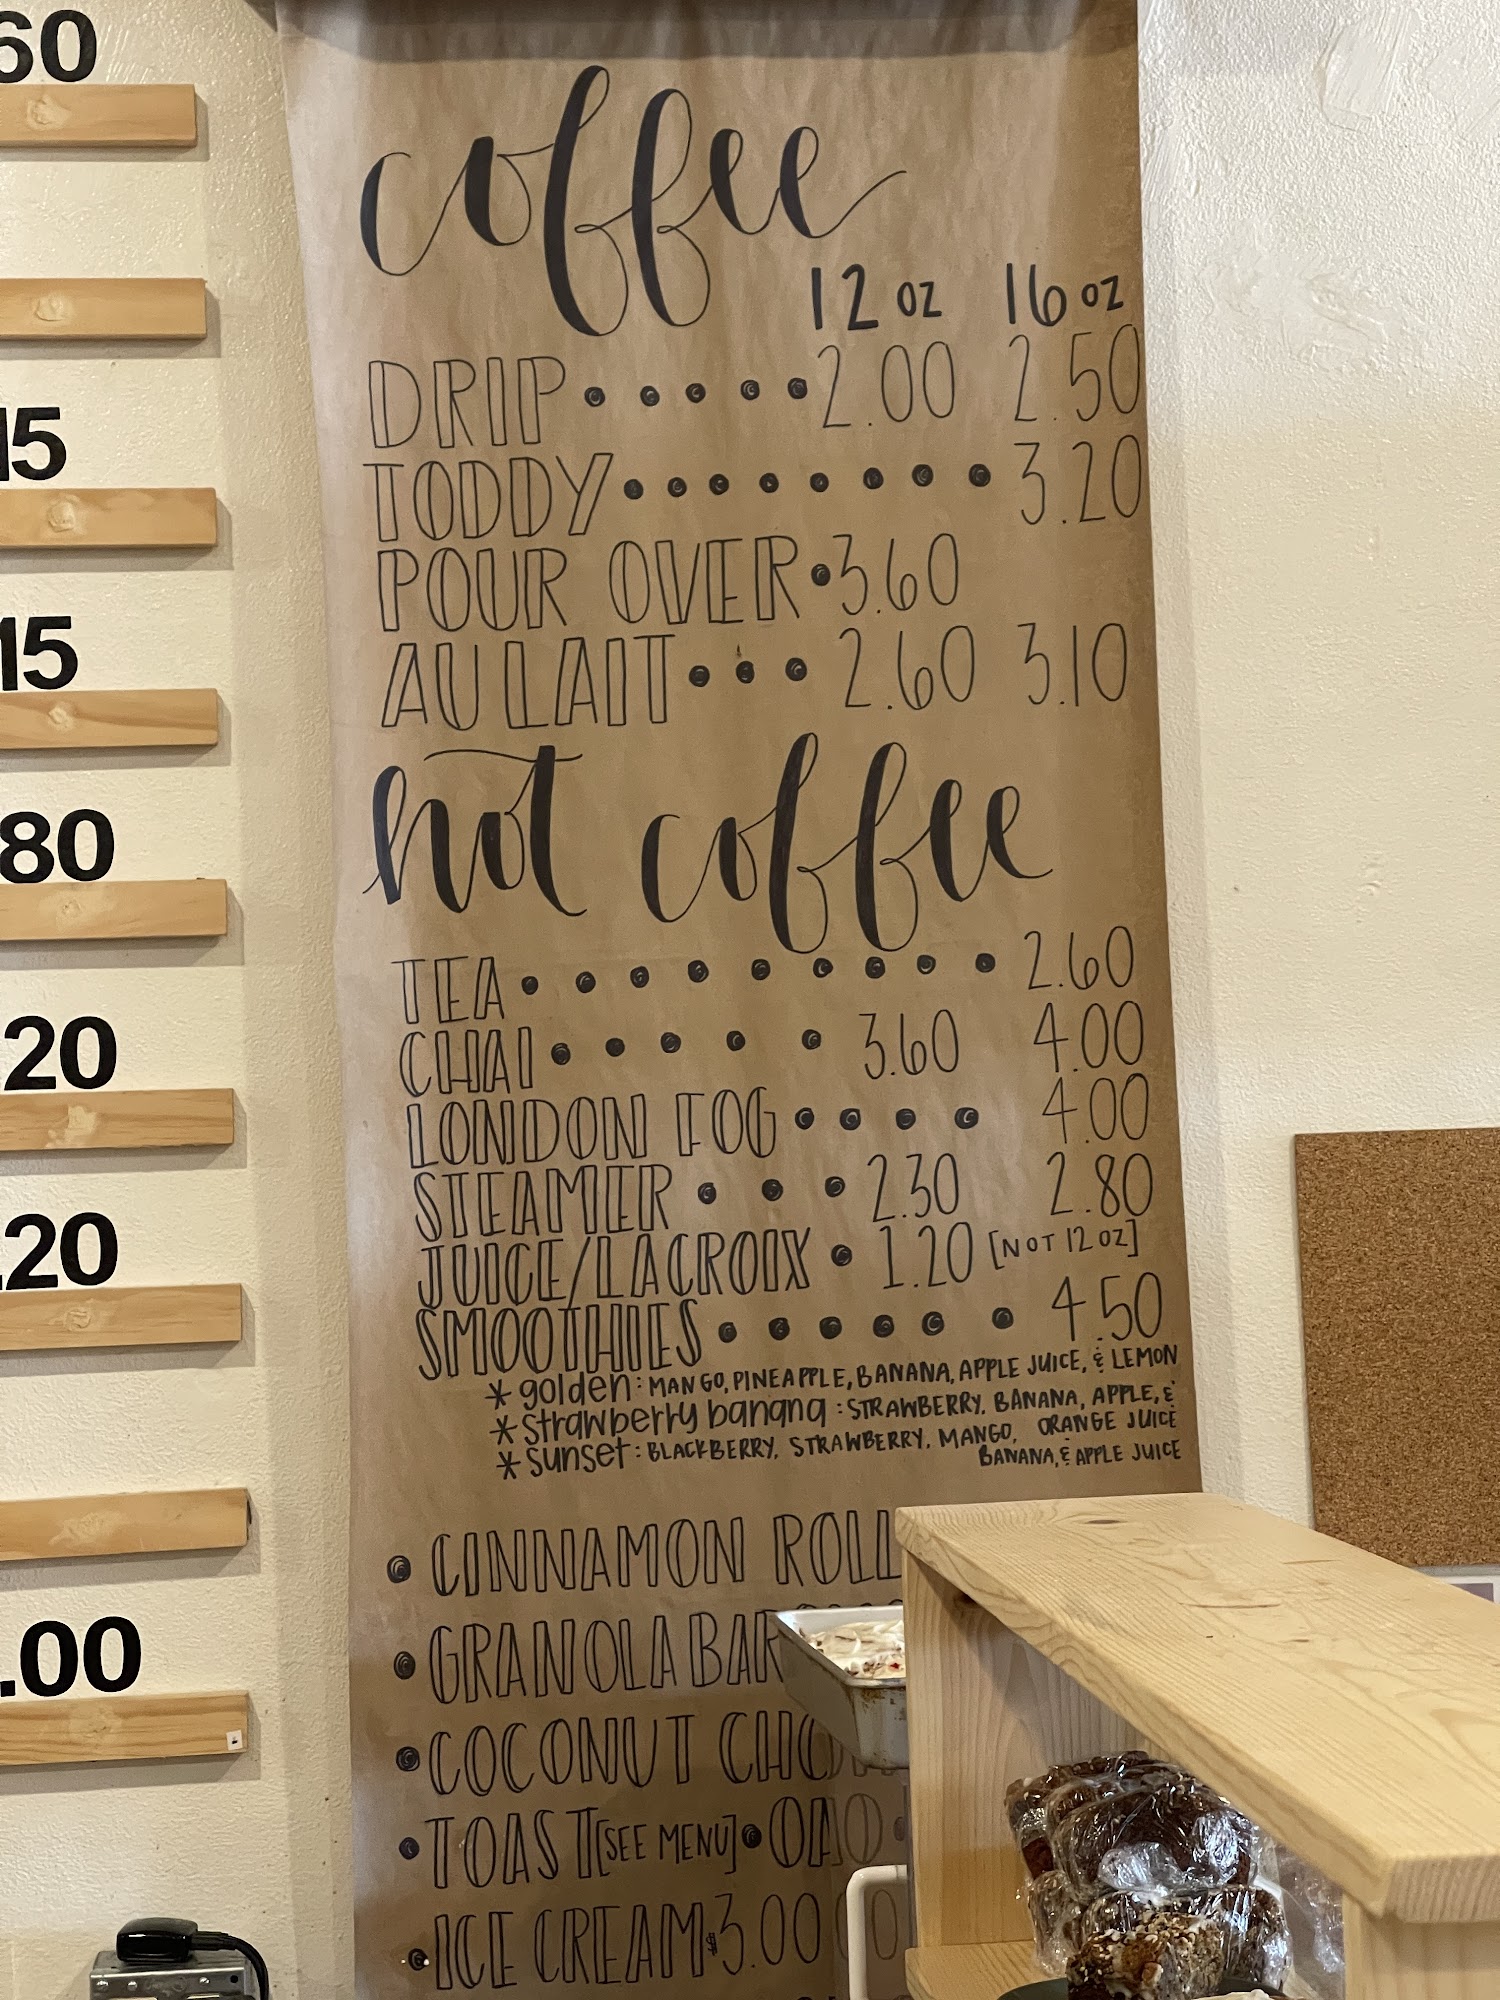 60
15
15
80
.20
.20
.00
coffee
12 oz 16 oz
DRIP 2.00 2.50
TODDY 3.20
POUR OVER 3.60
AU LAIT 2.60 3.10
hot coffee
TEA 2.60
CHAI 3.60 4.00
LONDON FOG 4.00
STEAMER 2.30 2.80
JUICE/LACROIX 1.20 [NOT 12 OZ]
SMOOTHIES 4.50
* golden: MANGO, PINEAPPLE, BANANA, APPLE JUICE, & LEMON
* strawberry banana: STRAWBERRY, BANANA, APPLE, &
ORANGE JUICE
* sunset: BLACKBERRY, STRAWBERRY, MANGO,
BANANA, & APPLE JUICE
• CINNAMON ROLL
• GRANOLA BAR
• COCONUT
• TOAST [SEE MENU]
• ICE CREAM 3.00